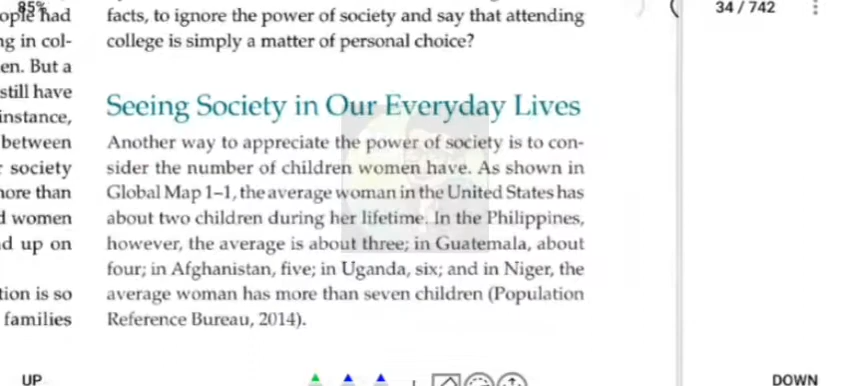 85%
34 / 742
ople had
ng in col-
en. But a
still have
instance,
between
society
nore than
d women
d up on
tion is so
families
facts, to ignore the power of society and say that attending
college is simply a matter of personal choice?
Seeing Society in Our Everyday Lives
Another way to appreciate the power of society is to con-
sider the number of children women have. As shown in
Global Map 1–1, the average woman in the United States has
about two children during her lifetime. In the Philippines,
however, the average is about three; in Guatemala, about
four; in Afghanistan, five; in Uganda, six; and in Niger, the
average woman has more than seven children (Population
Reference Bureau, 2014).
UP
DOWN